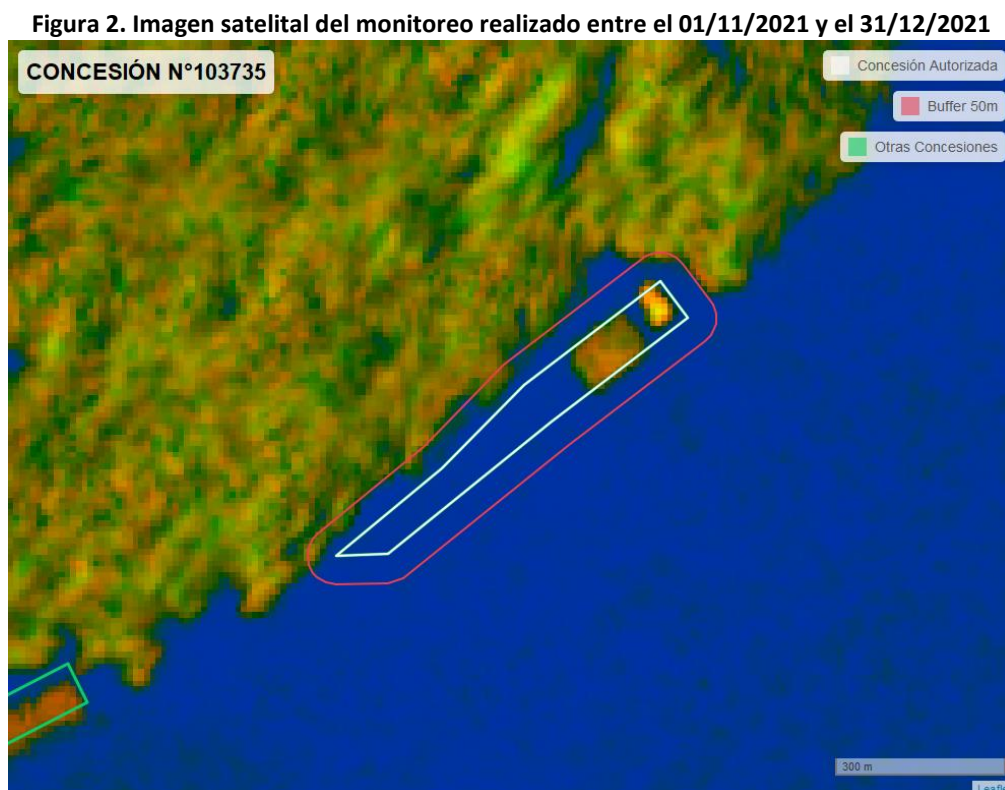 Figura 2. Imagen satelital del monitoreo realizado entre el 01/11/2021 y el 31/12/2021
CONCESIÓN N°103735
Concesión Autorizada
Buffer 50m
Otras Concesiones
300 m